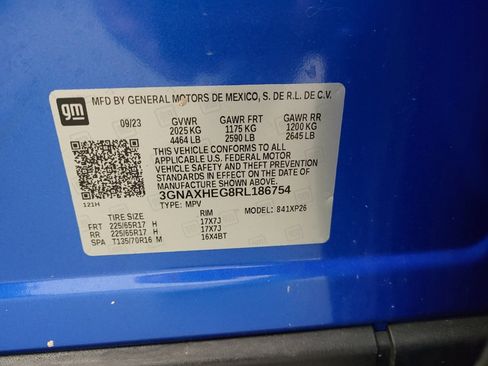 gm
MFD BY GENERAL MOTORS DE MEXICO, S. DE R.L. DE C.V.
09/23 GVWR GAWR FRT GAWR RR
2025 KG 1175 KG 1200 KG
4464 LB 2590 LB 2645 LB
THIS VEHICLE CONFORMS TO ALL
APPLICABLE U.S. FEDERAL MOTOR
VEHICLE SAFETY AND THEFT PREVENTION
STANDARDS IN EFFECT ON THE DATE OF
MANUFACTURE SHOWN ABOVE.
3GNAXHEG8RL186754
121H TYPE: MPV MODEL: 841XP26
TIRE SIZE RIM
FRT 225/65R17 H 17X7J
RR 225/65R17 H 17X7J
SPA T135/70R16 M 16X4BT